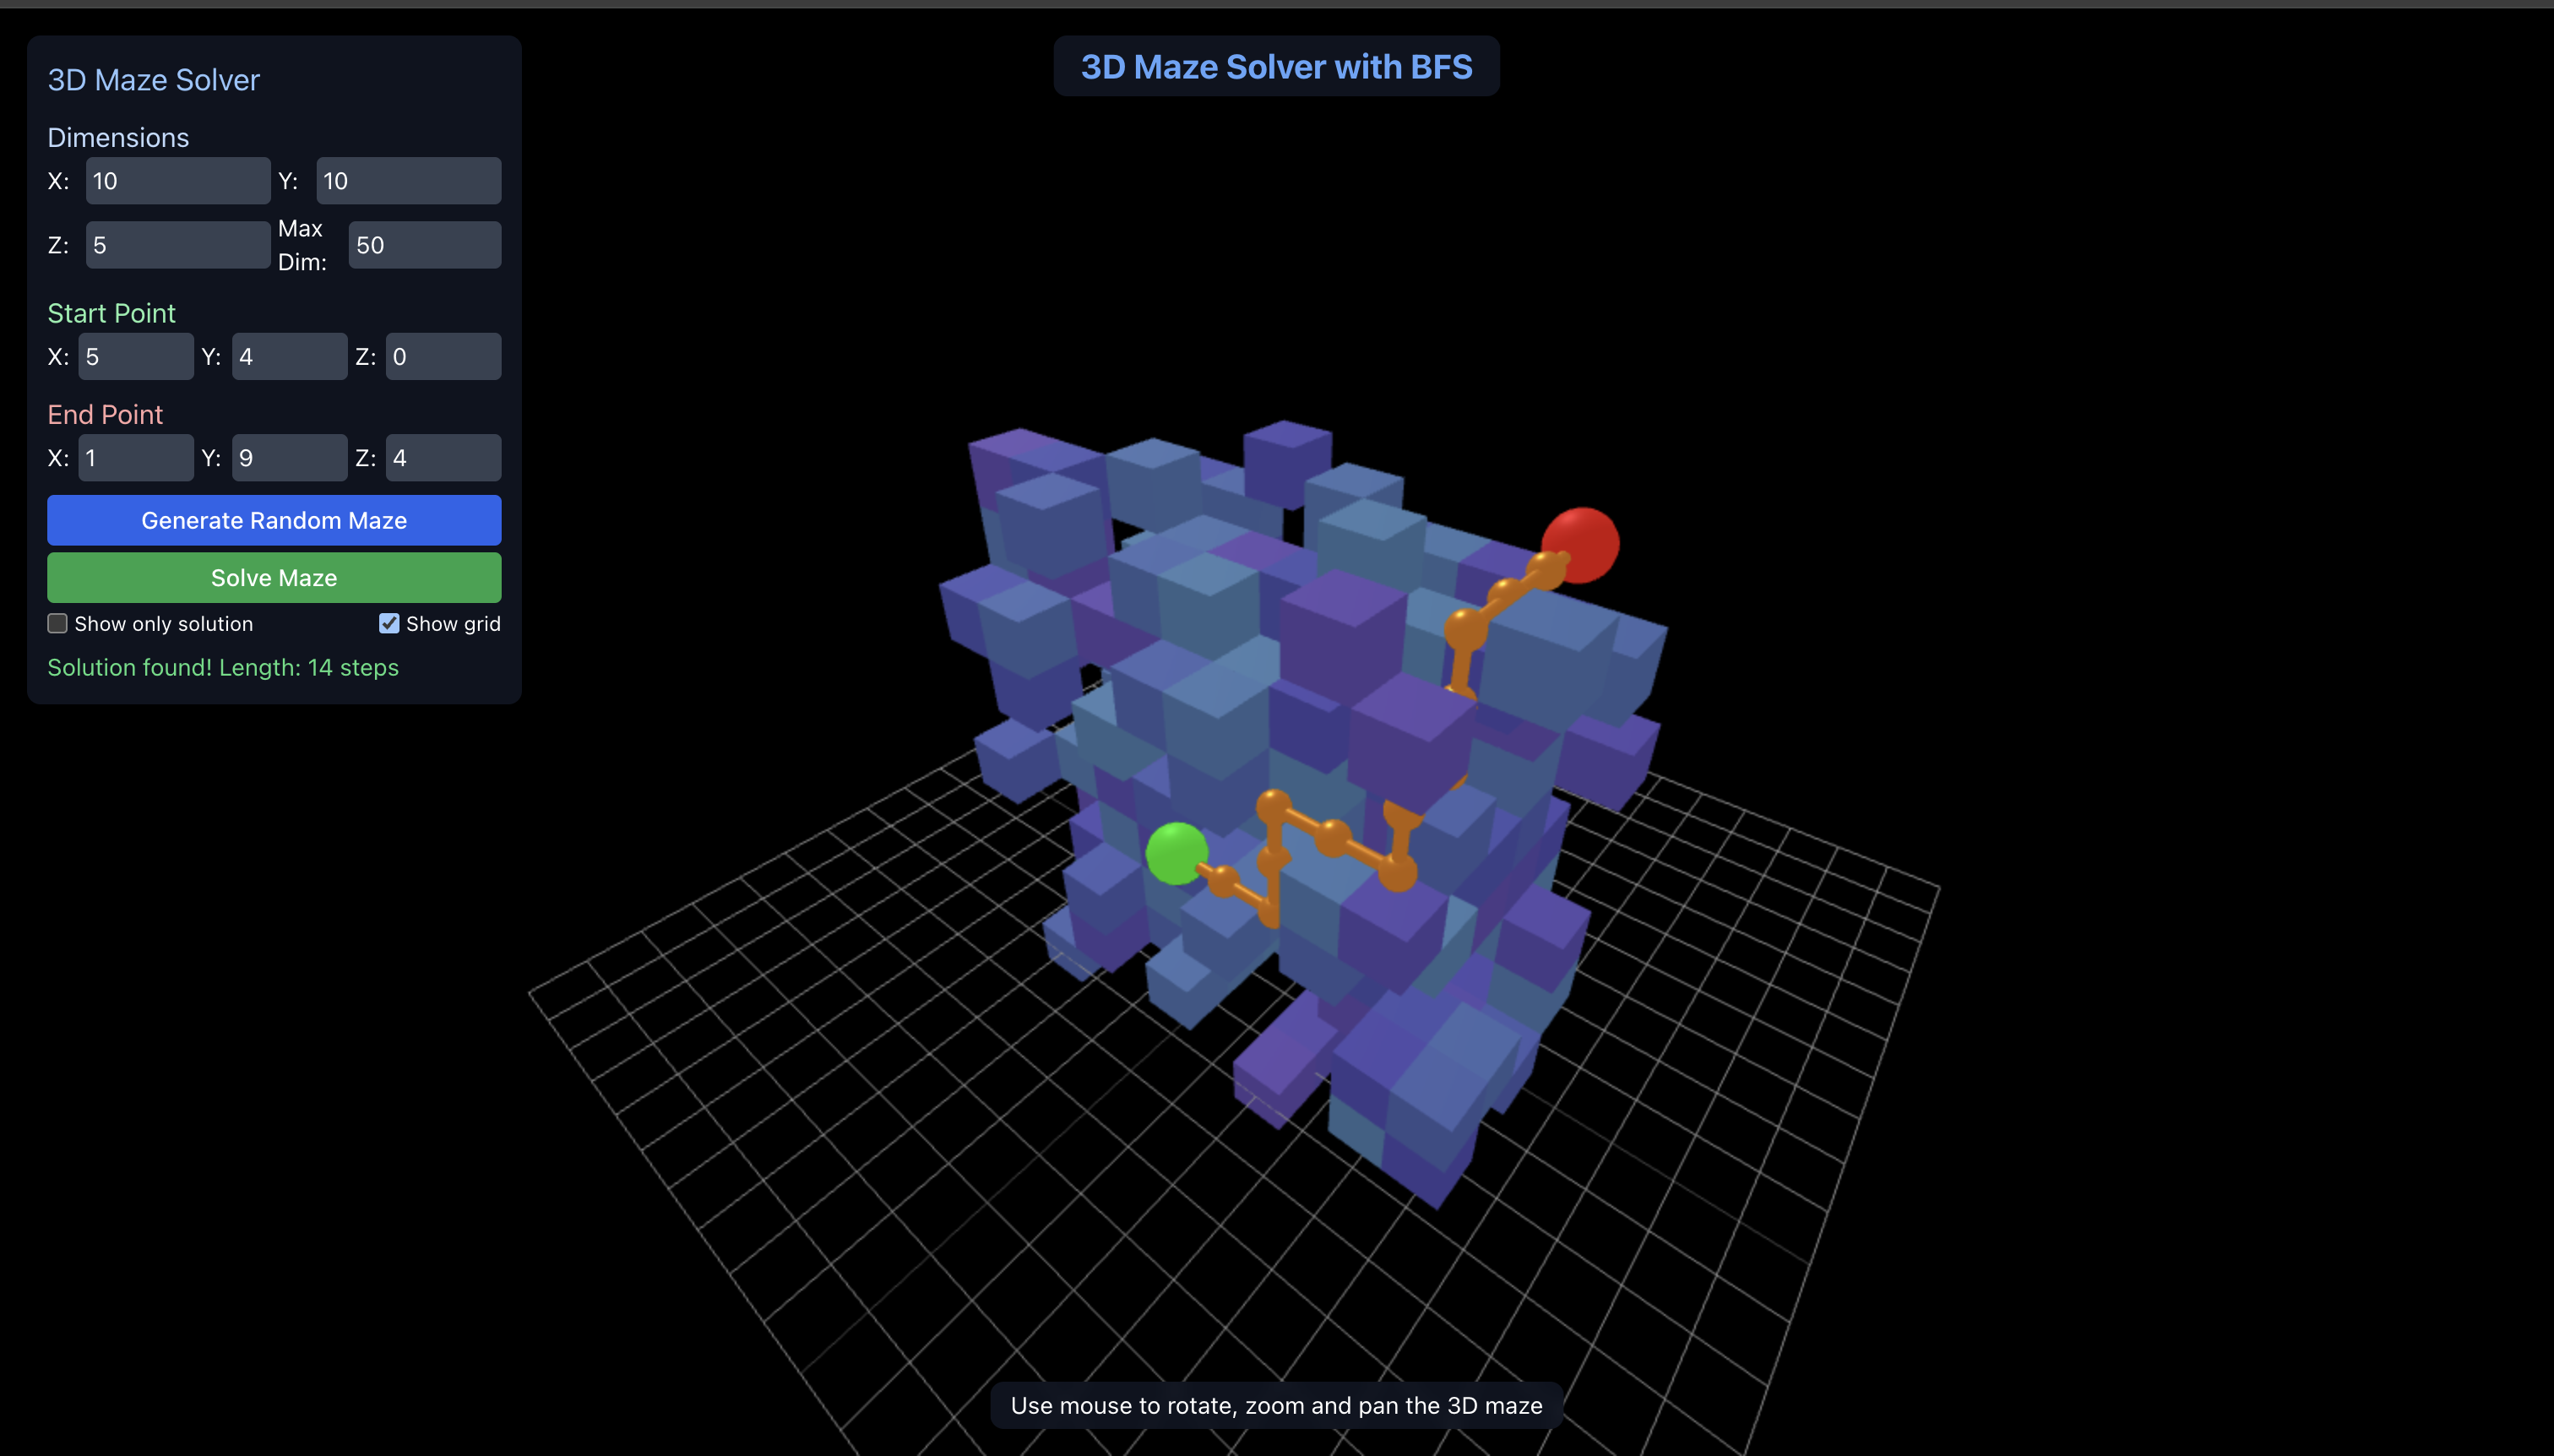 3D Maze Solver with BFS
3D Maze Solver
Dimensions
X: 10 Y: 10
Z: 5 Max Dim: 50
Start Point
X: 5 Y: 4 Z: 0
End Point
X: 1 Y: 9 Z: 4
Generate Random Maze
Solve Maze
Show only solution Show grid
Solution found! Length: 14 steps
Use mouse to rotate, zoom and pan the 3D maze